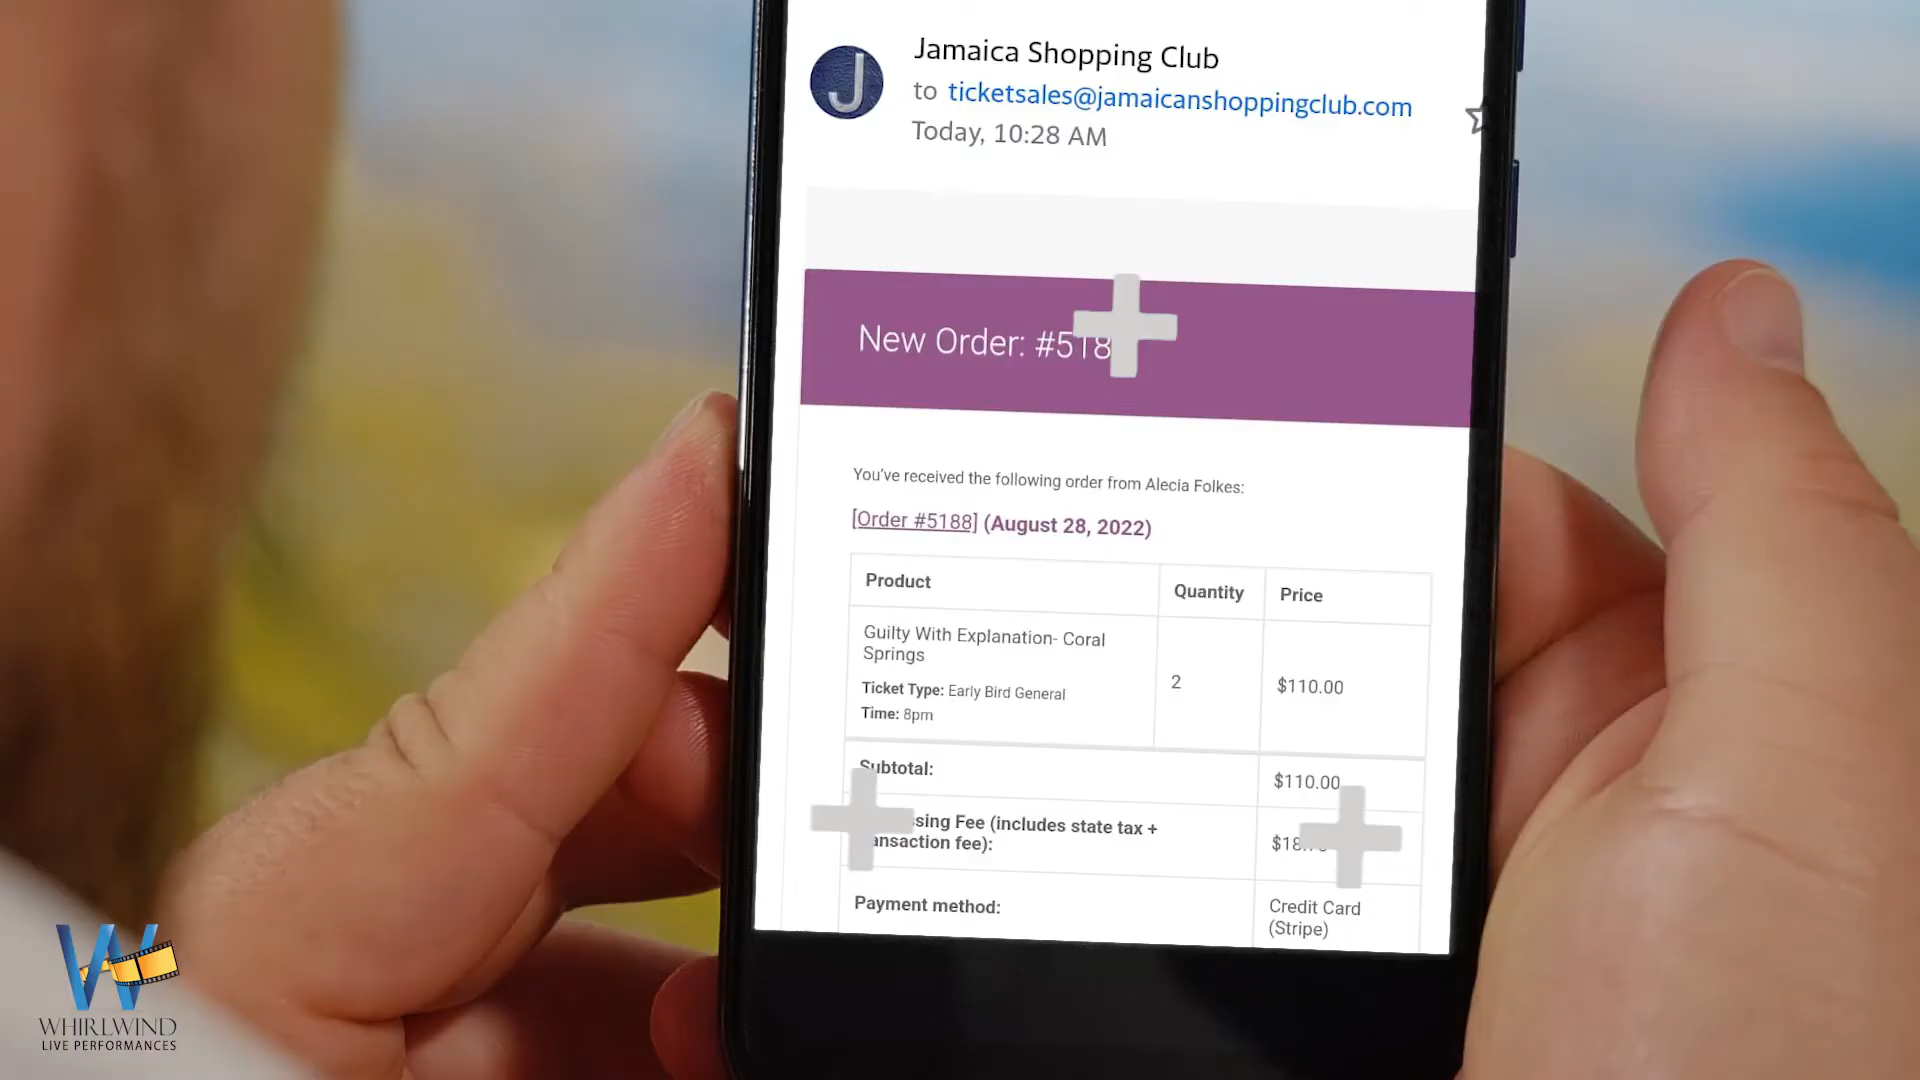 Jamaica Shopping Club
to ticketsales@jamaicanshoppingclub.com
Today, 10:28 AM
New Order: #518
You've received the following order from Alecia Folkes:
[Order #5188] (August 28, 2022)
Product Quantity Price
Guilty With Explanation- Coral
Springs
Ticket Type: Early Bird General
Time: 8pm
2
$110.00
Subtotal: $110.00
Fee (includes state tax +
fee):
Payment method: Credit Card
(Stripe)
WHIRLWIND
LIVE PERFORMANCES